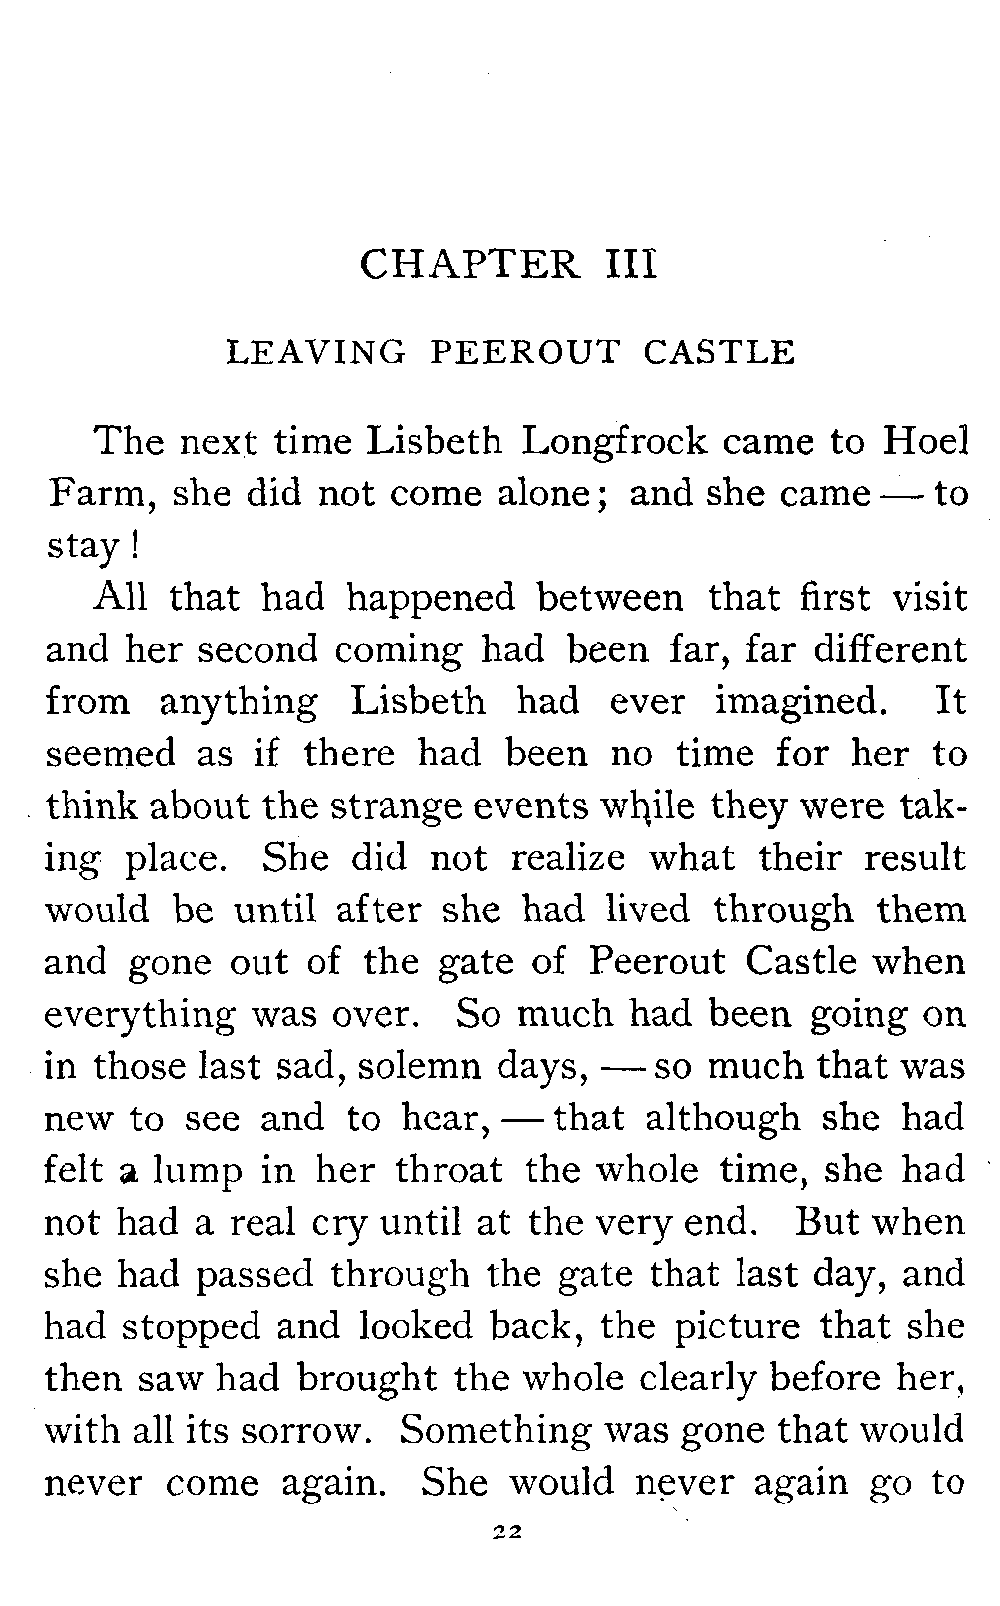 CHAPTER III
LEAVING PEEROUT CASTLE
The next time Lisbeth Longfrock came to Hoel
Farm, she did not come alone; and she came — to
stay!
All that had happened between that first visit
and her second coming had been far, far different
from anything Lisbeth had ever imagined. It
seemed as if there had been no time for her to
think about the strange events while they were tak-
ing place. She did not realize what their result
would be until after she had lived through them
and gone out of the gate of Peerout Castle when
everything was over. So much had been going on
in those last sad, solemn days, — so much that was
new to see and to hear, — that although she had
felt a lump in her throat the whole time, she had
not had a real cry until at the very end. But when
she had passed through the gate that last day, and
had stopped and looked back, the picture that she
then saw had brought the whole clearly before her,
with all its sorrow. Something was gone that would
never come again. She would never again go to
22